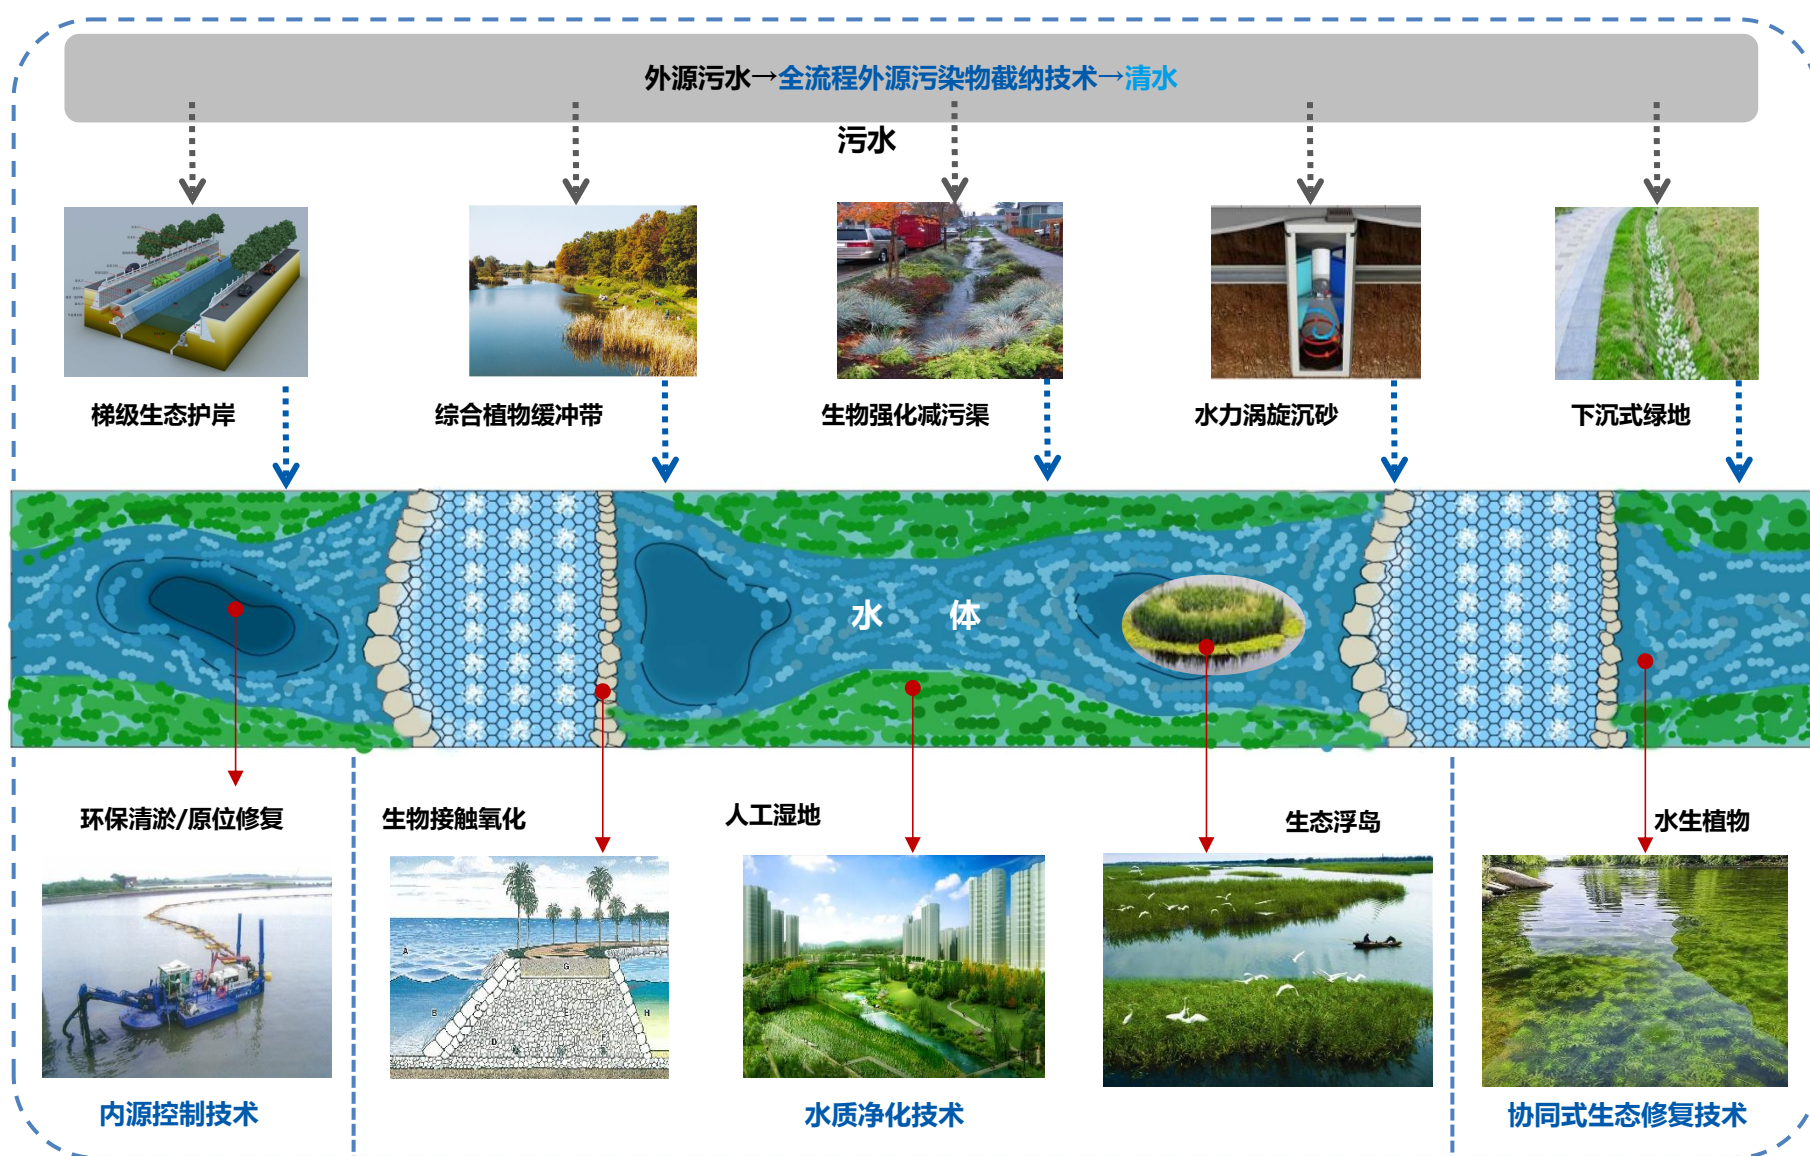 外源污水→全流程外源污染物截纳技术→清水
污水
梯级生态护岸
综合植物缓冲带
生物强化减污渠
水力涡旋沉砂
下沉式绿地
水 体
环保清淤/原位修复
生物接触氧化
人工湿地
生态浮岛
水生植物
A
G
B
E
H
D
F
内源控制技术
水质净化技术
协同式生态修复技术